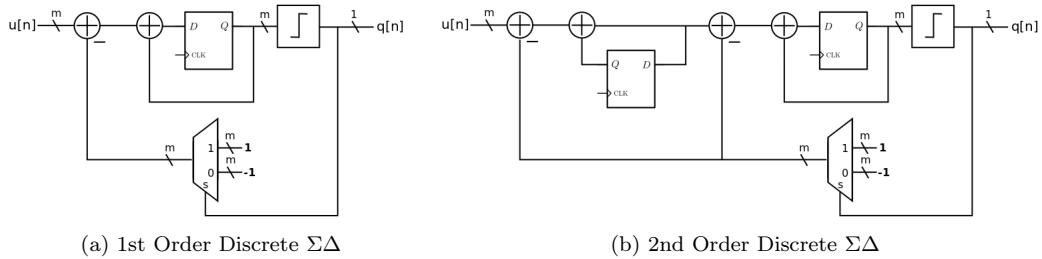 u[n]
m
D
Q
CLK
m
1
q[n]
m
1
m
1
0
m
-1
s
(a) 1st Order Discrete ΣΔ
u[n]
m
Q
D
CLK
D
Q
CLK
m
1
q[n]
m
1
m
1
0
m
-1
s
(b) 2nd Order Discrete ΣΔ